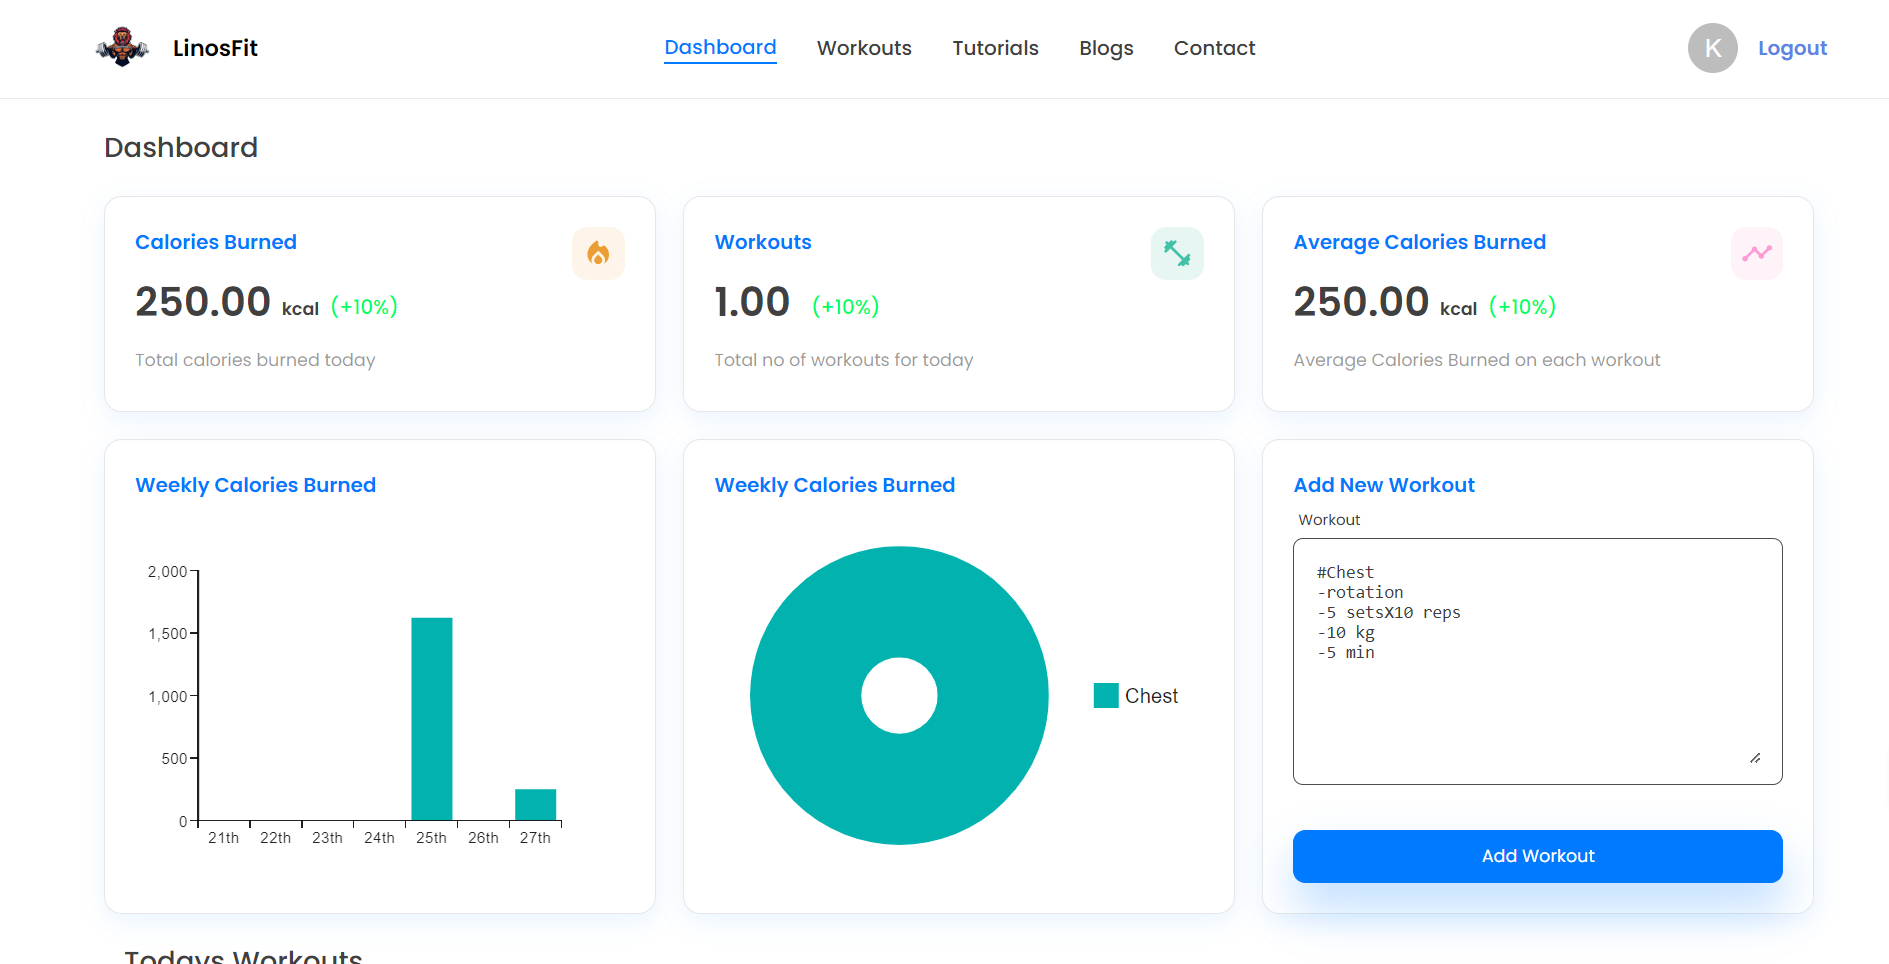 LinosFit
Dashboard
Workouts
Tutorials
Blogs
Contact
K
Logout
Dashboard
Calories Burned
250.00 kcal (+10%)
Total calories burned today
Workouts
1.00 (+10%)
Total no of workouts for today
Average Calories Burned
250.00 kcal (+10%)
Average Calories Burned on each workout
Weekly Calories Burned
2,000
1,500
1,000
500
0
21th 22th 23th 24th 25th 26th 27th
Weekly Calories Burned
Chest
Add New Workout
Workout
#Chest
-rotation
-5 setsX10 reps
-10 kg
-5 min
Add Workout
Todays Workouts